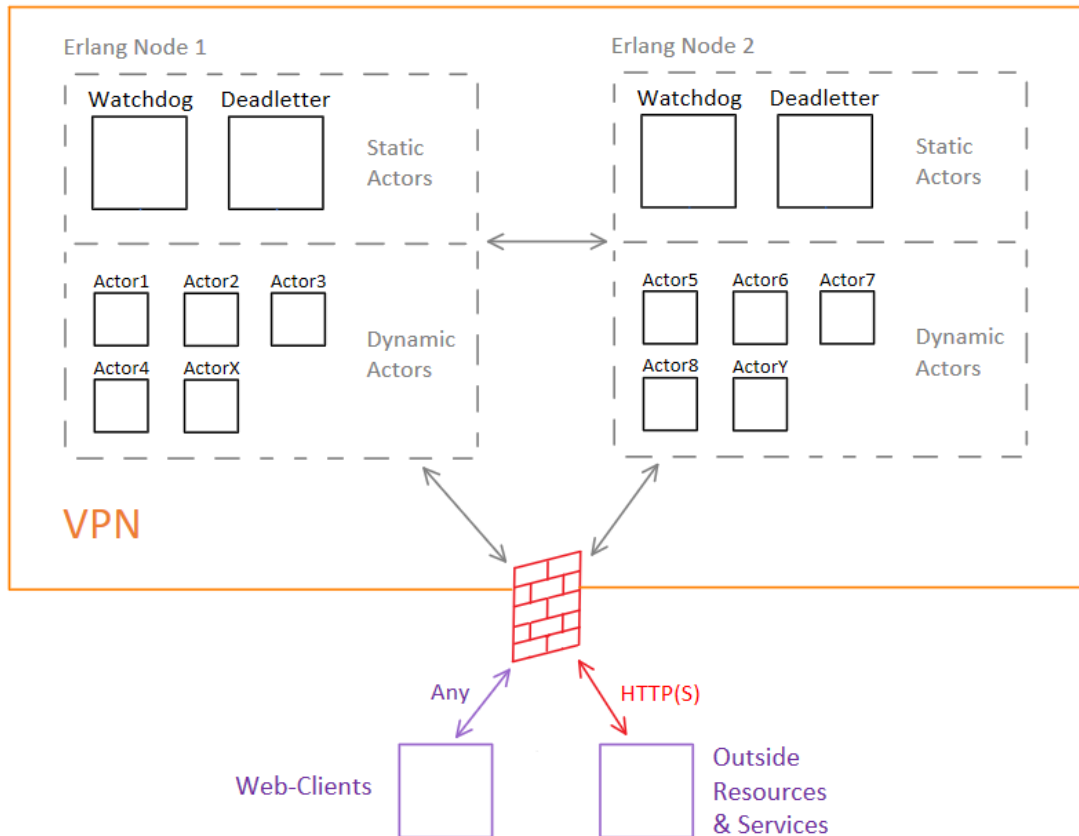 Erlang Node 1
Watchdog Deadletter
Static
Actors
Actor1 Actor2 Actor3
Dynamic
Actors
Actor4 ActorX
Erlang Node 2
Watchdog Deadletter
Static
Actors
Actor5 Actor6 Actor7
Dynamic
Actors
Actor8 ActorY
VPN
Any
HTTP(S)
Web-Clients
Outside
Resources
& Services